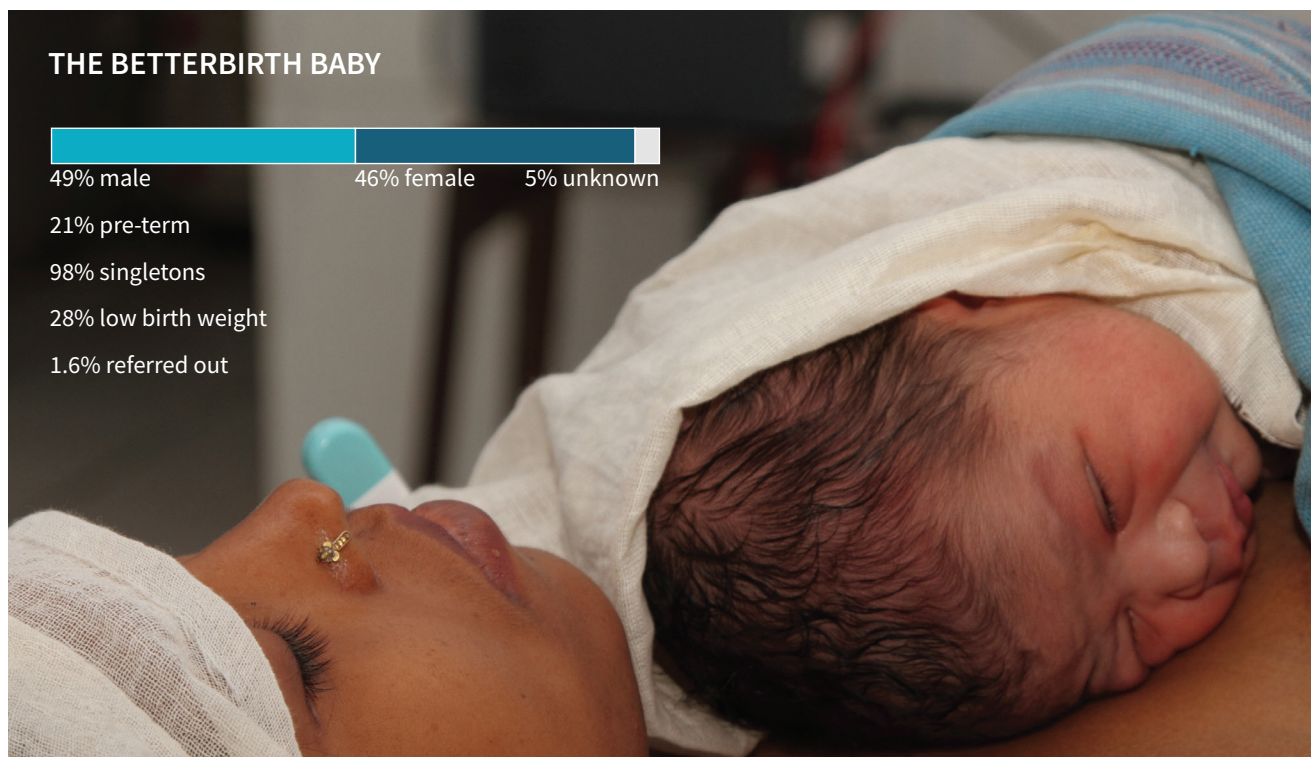 THE BETTERBIRTH BABY
49% male 46% female 5% unknown
21% pre-term
98% singletons
28% low birth weight
1.6% referred out